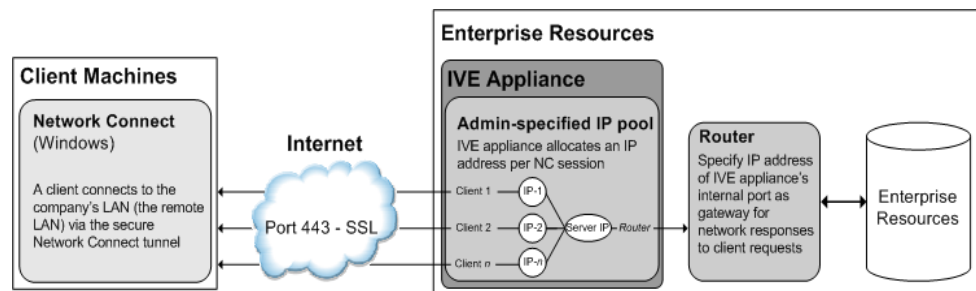 Client Machines
Network Connect
(Windows)
A client connects to the
company's LAN (the remote
LAN) via the secure
Network Connect tunnel
Internet
Port 443 - SSL
Enterprise Resources
IVE Appliance
Admin-specified IP pool
IVE appliance allocates an IP
address per NC session
Client 1
IP-1
Client 2
IP-2
Server IP
Router
Client n
IP-n
Router
Specify IP address
of IVE appliance's
internal port as
gateway for
network responses
to client requests
Enterprise
Resources